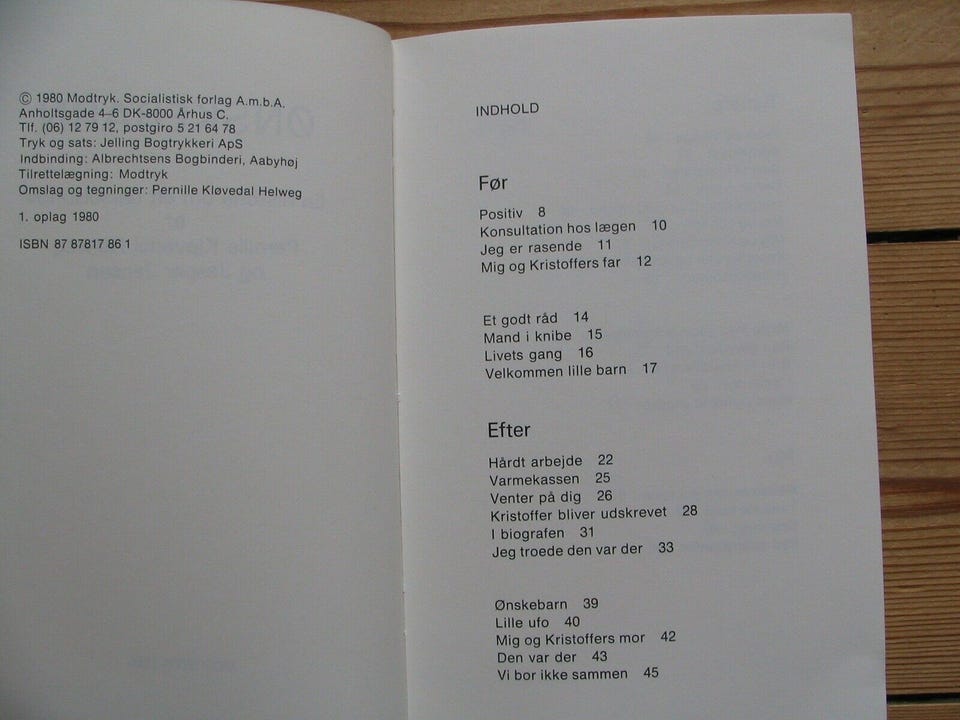 © 1980 Modtryk. Socialistisk forlag A.m.b.A.
Anholtsgade 4–6 DK-8000 Århus C.
Tlf. (06) 12 79 12, postgiro 5 21 64 78
Tryk og sats: Jelling Bogtrykkeri ApS
Indbinding: Albrechtsens Bogbinderi, Aabyhøj
Tilrettelægning: Modtryk
Omslag og tegninger: Pernille Kløvedal Helweg
1. oplag 1980
ISBN 87 87817 86 1
INDHOLD
Før
Positiv 8
Konsultation hos lægen 10
Jeg er rasende 11
Mig og Kristoffers far 12
Et godt råd 14
Mand i knibe 15
Livets gang 16
Velkommen lille barn 17
Efter
Hårdt arbejde 22
Varmekassen 25
Venter på dig 26
Kristoffer bliver udskrevet 28
I biografen 31
Jeg troede den var der 33
Ønskebarn 39
Lille ufo 40
Mig og Kristoffers mor 42
Den var der 43
Vi bor ikke sammen 45